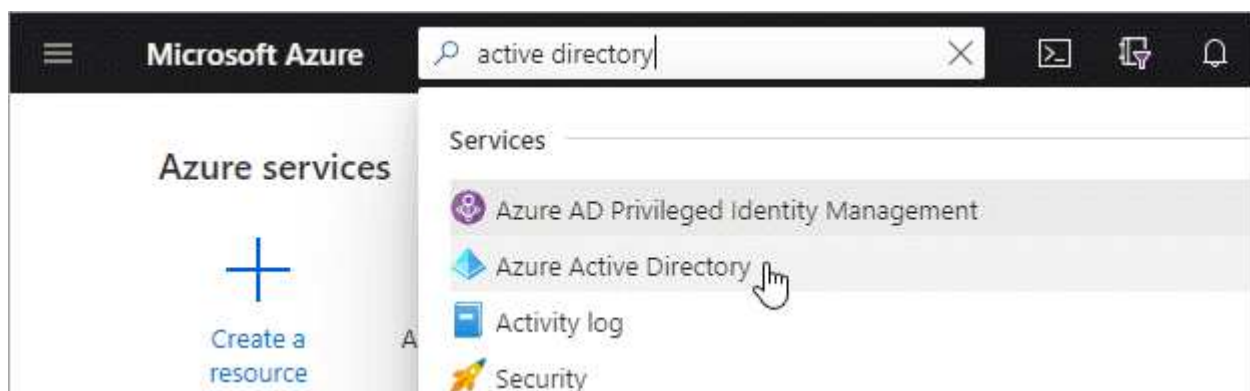 Microsoft Azure
active directory
Azure services
Services
Azure AD Privileged Identity Management
Azure Active Directory
Activity log
Security
Create a
resource
A